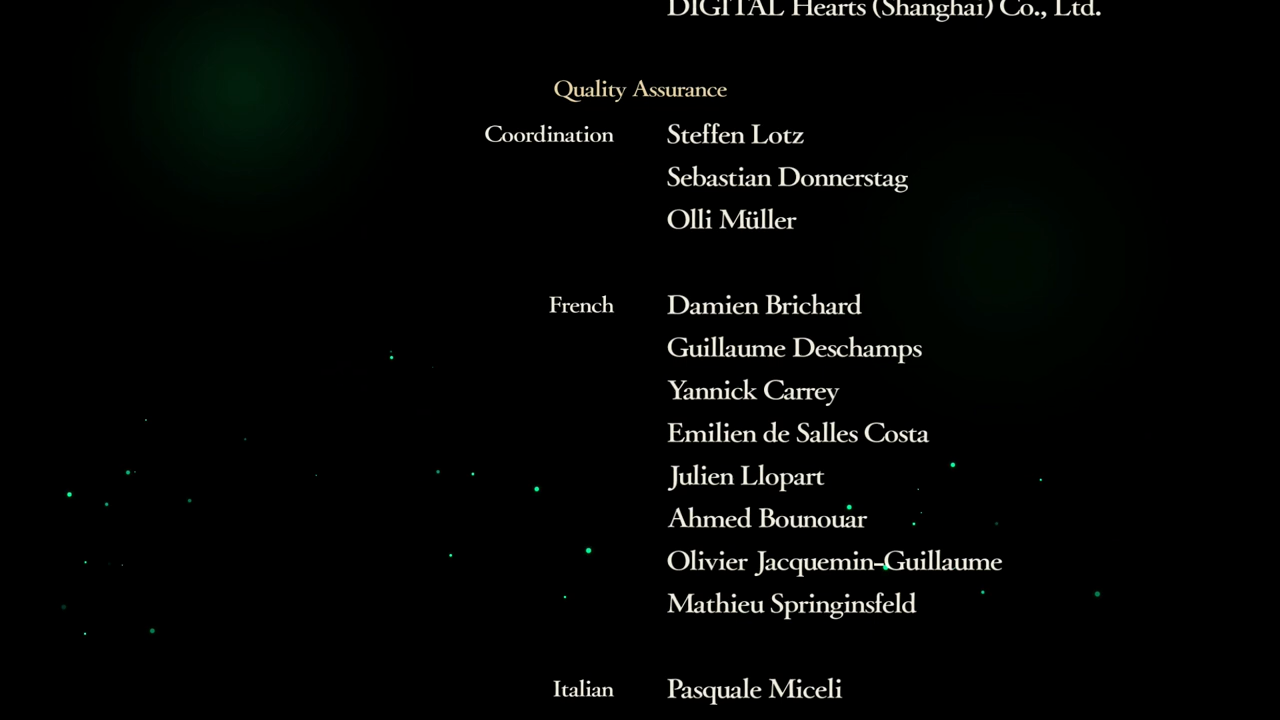 DIGITAL Hearts (Shanghai) Co., Ltd.
Quality Assurance
Coordination Steffen Lotz
Sebastian Donnerstag
Olli Müller
French Damien Brichard
Guillaume Deschamps
Yannick Carrey
Emilien de Salles Costa
Julien Llopart
Ahmed Bounouar
Olivier Jacquemin-Guillaume
Mathieu Springinsfeld
Italian Pasquale Miceli